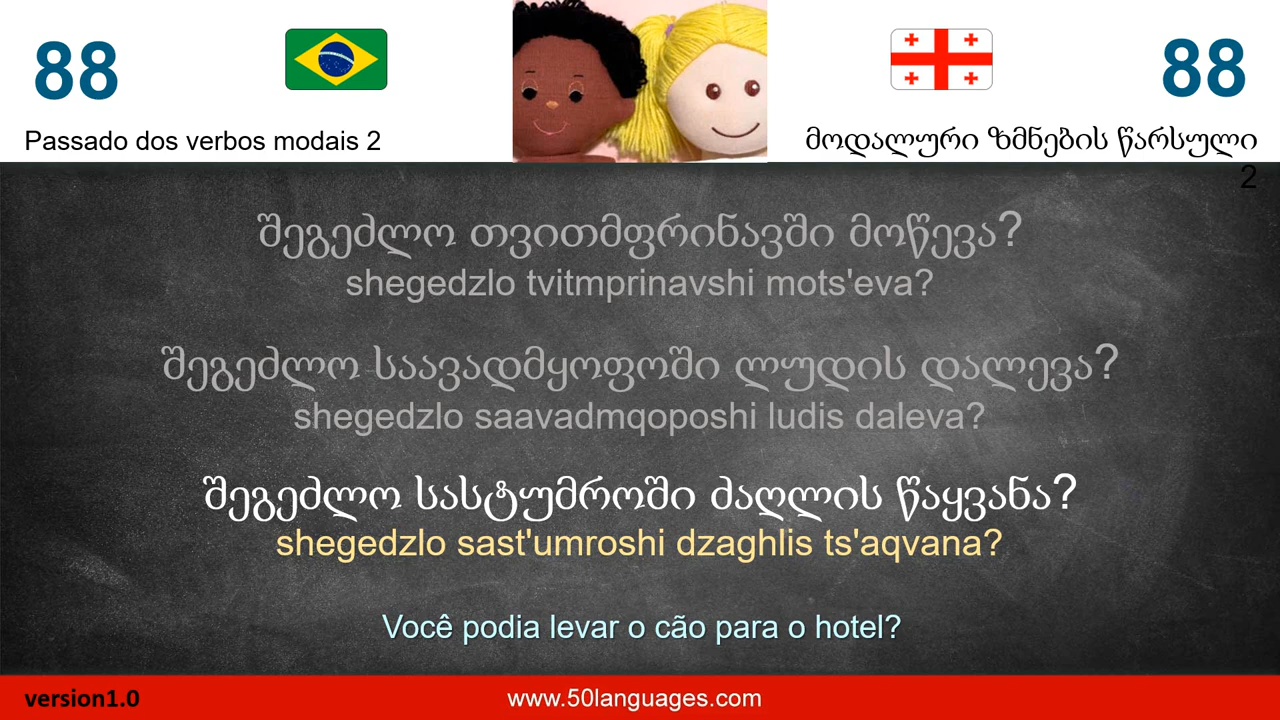 88
88
Passado dos verbos modais 2
მოდალური ზმნების წარსული
2
შეგეძლო თვითმფრინავში მოწევა?
shegedzlo tvitmprinavshi mots'eva?
შეგეძლო საავადმყოფოში ლუდის დალევა?
shegedzlo saavadmqoposhi ludis daleva?
შეგეძლო სასტუმროში ძაღლის წაყვანა?
shegedzlo sast'umroshi dzaghlis ts'aqvana?
Você podia levar o cão para o hotel?
version1.0
www.50languages.com